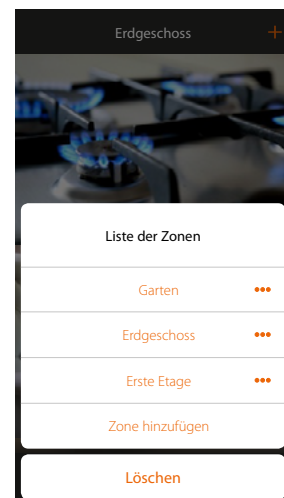 Erdgeschoss +
Liste der Zonen
Garten
Erdgeschoss
Erste Etage
Zone hinzufügen
Löschen